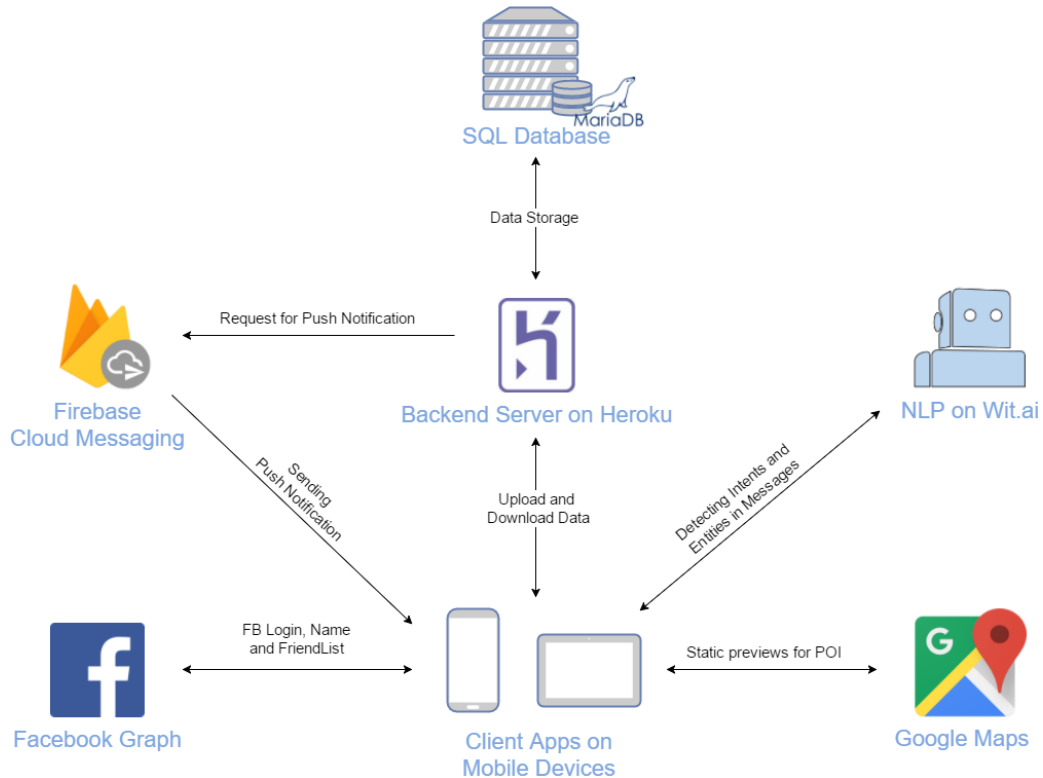 MariaDB
SQL Database
Data Storage
Request for Push Notification
Firebase
Cloud Messaging
Backend Server on Heroku
NLP on Wit.ai
Sending
Push Notification
Upload and
Download Data
Detecting Intents and
Entities in Messages
FB Login, Name
and FriendList
Static previews for POI
f
G
Facebook Graph
Client Apps on
Mobile Devices
Google Maps